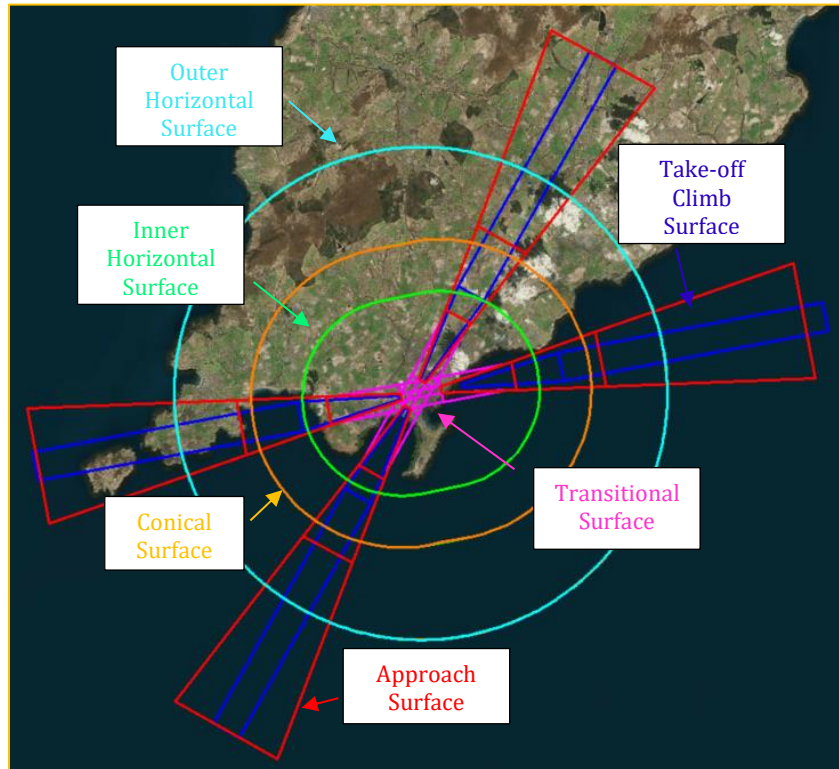 Outer
Horizontal
Surface
Take-off
Climb
Surface
Inner
Horizontal
Surface
Conical
Surface
Transitional
Surface
Approach
Surface